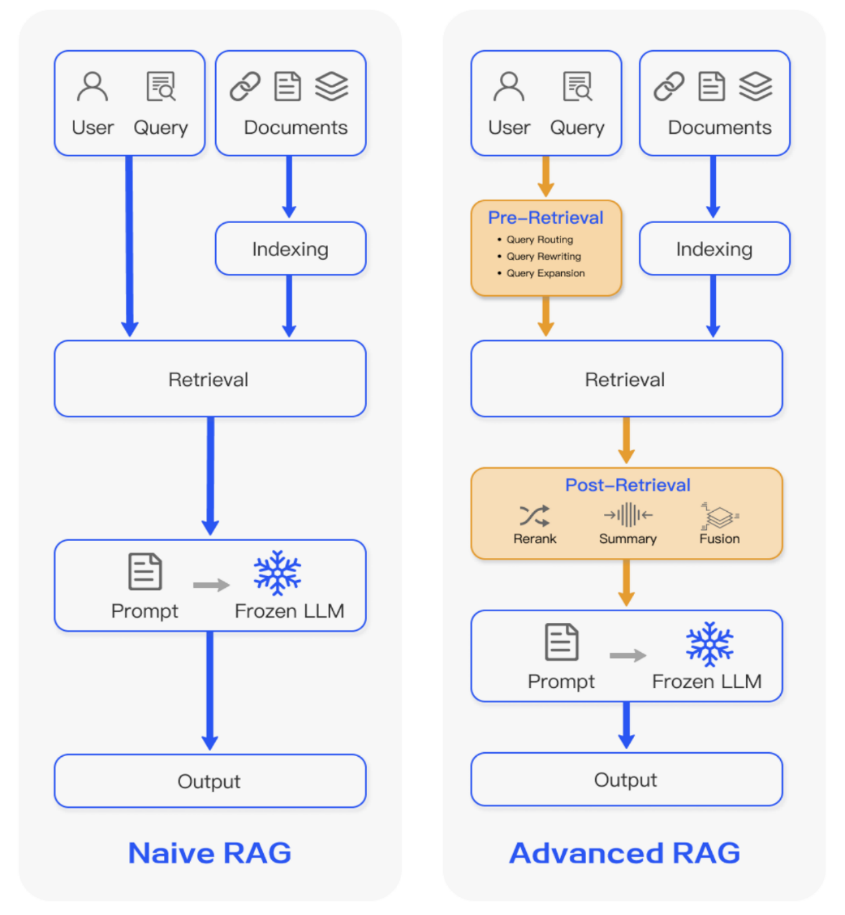 User Query
Documents
Indexing
Retrieval
Prompt
Frozen LLM
Output
Naive RAG
User Query
Documents
Pre-Retrieval
• Query Routing
• Query Rewriting
• Query Expansion
Indexing
Retrieval
Post-Retrieval
Rerank
Summary
Fusion
Prompt
Frozen LLM
Output
Advanced RAG